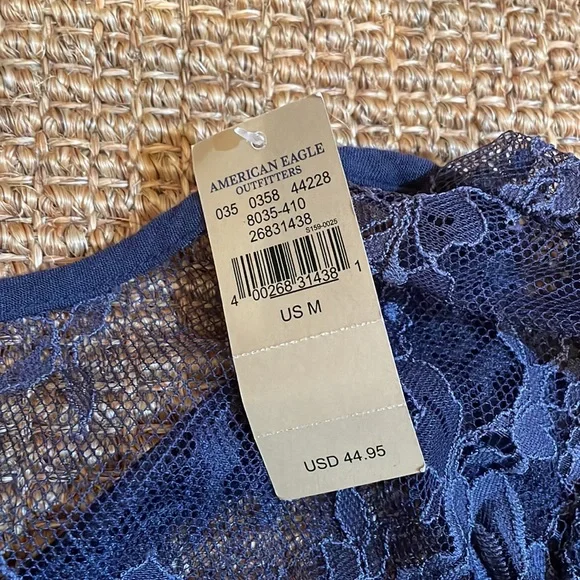 AMERICAN EAGLE
OUTFITTERS
035 0358 44228
8035-410
26831438
S159-0025
4 00268 31438 1
US M
USD 44.95